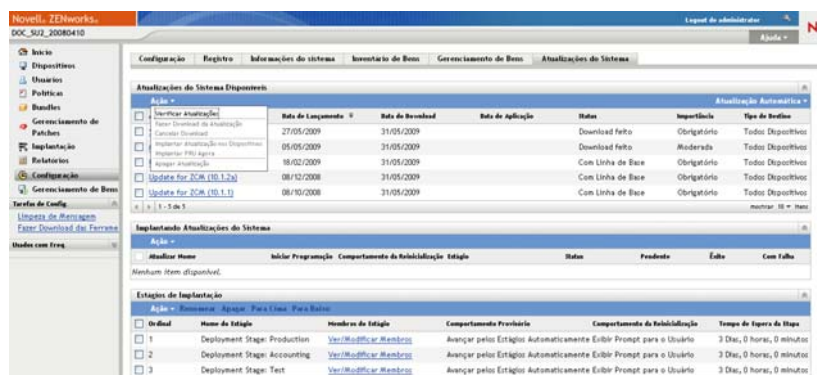 Novell. ZENworks.
Logout do administrator
DOC_SU2_20080410
Ajuda
N
Início
Dispositivos
Usuários
Políticas
Bundles
Gerenciamento de Patches
Implantação
Relatórios
Configuração
Gerenciamento de Bens
Tarefas de Config.
Limpeza de Mensagem
Fazer Download das Ferrame
Usados com Freq.
Configuração Registro Informações do sistema Inventário de Bens Gerenciamento de Bens Atualizações do Sistema
Atualizações do Sistema Disponíveis
Ação Atualização Automática
Verificar Atualizações
Fazer Download da Atualização
Cancelar Download
Implantar Atualização nos Dispositivos
Implantar PRU Agora
Apagar Atualização
Data de Lançamento Data do Download Data de Aplicação Status Importância Tipo de Destino
27/05/2009 31/05/2009 Download feito Obrigatório Todos Dispositivos
05/05/2009 31/05/2009 Download feito Moderada Todos Dispositivos
18/02/2009 31/05/2009 Com Linha de Base Obrigatório Todos Dispositivos
Update for ZCM (10.1.2a) 08/12/2008 31/05/2009 Com Linha de Base Obrigatório Todos Dispositivos
Update for ZCM (10.1.1) 08/10/2008 31/05/2009 Com Linha de Base Obrigatório Todos Dispositivos
1 - 5 de 5 mostrar 10 itens
Implantando Atualizações do Sistema
Ação
Atualizar Nome Iniciar Programação Comportamento da Reinicialização Estágio Status Pendente Êxito Com Falha
Nenhum item disponível.
Estágios de Implantação
Ação Renomear Apagar Para Cima Para Baixo
Ordinal Nome do Estágio Membros do Estágio Comportamento Provisório Comportamento da Reinicialização Tempo de Espera da Etapa
1 Deployment Stage: Production Ver/Modificar Membros Avançar pelos Estágios Automaticamente Exibir Prompt para o Usuário 3 Dias, 0 horas, 0 minutos
2 Deployment Stage: Accounting Ver/Modificar Membros Avançar pelos Estágios Automaticamente Exibir Prompt para o Usuário 3 Dias, 0 horas, 0 minutos
3 Deployment Stage: Test Ver/Modificar Membros Avançar pelos Estágios Automaticamente Exibir Prompt para o Usuário 3 Dias, 0 horas, 0 minutos